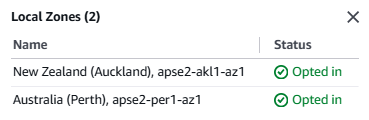 Local Zones (2)
Name Status
New Zealand (Auckland), apse2-akl1-az1 Opted in
Australia (Perth), apse2-per1-az1 Opted in